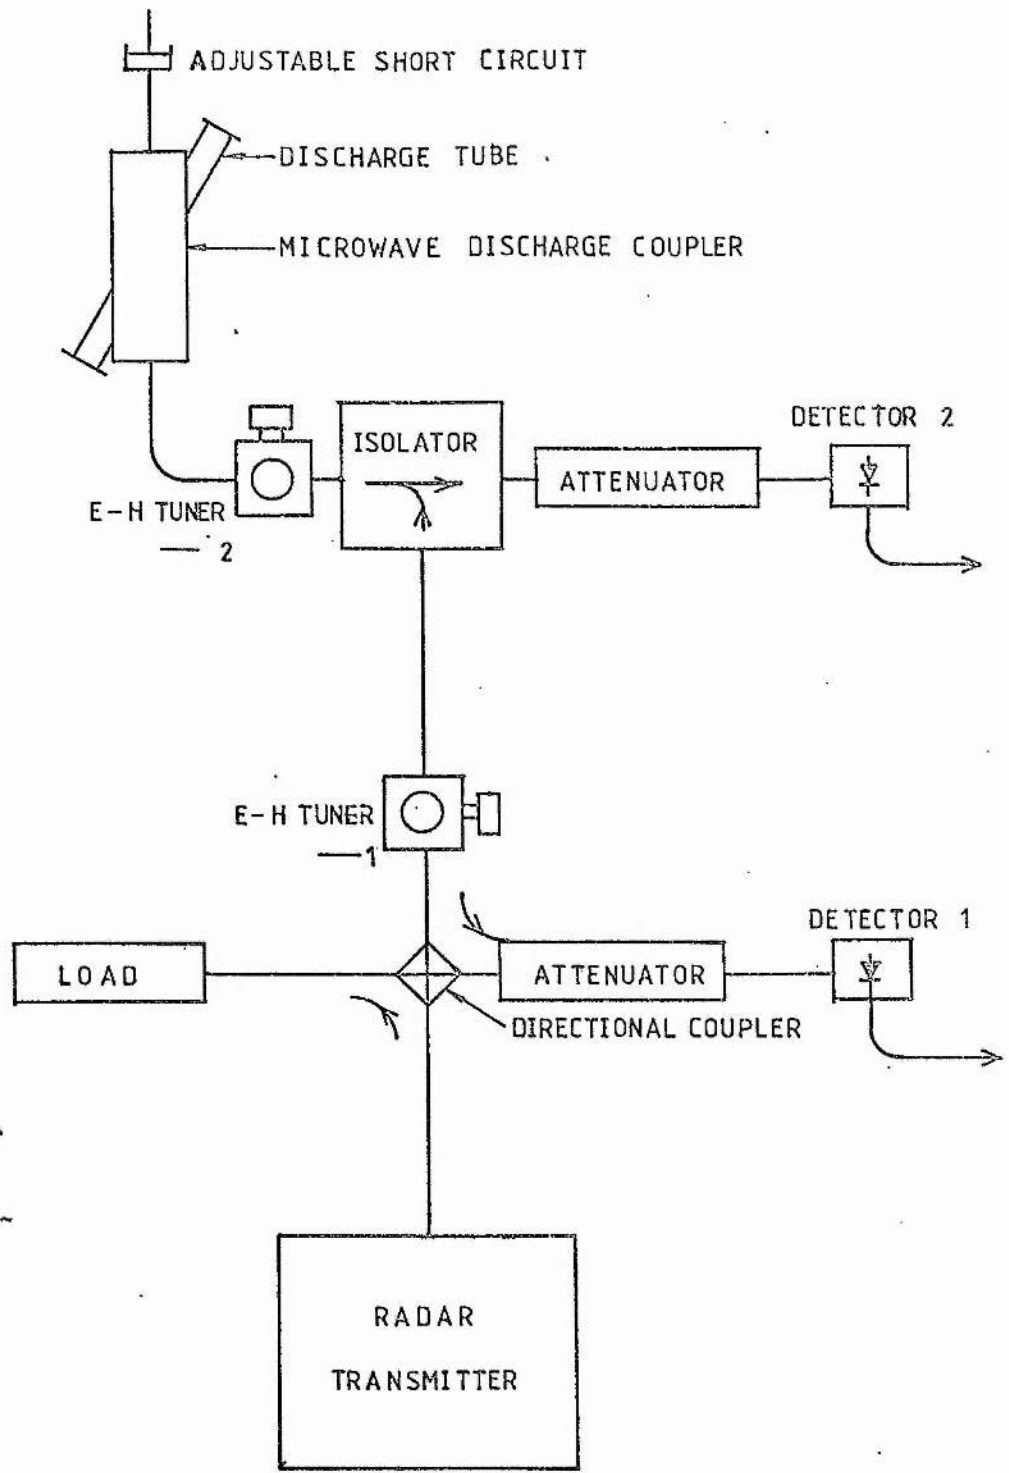 ADJUSTABLE SHORT CIRCUIT
DISCHARGE TUBE
MICROWAVE DISCHARGE COUPLER
DETECTOR 2
ISOLATOR
ATTENUATOR
E-H TUNER
— 2
E-H TUNER
—1
DETECTOR 1
LOAD
ATTENUATOR
DIRECTIONAL COUPLER
RADAR
TRANSMITTER